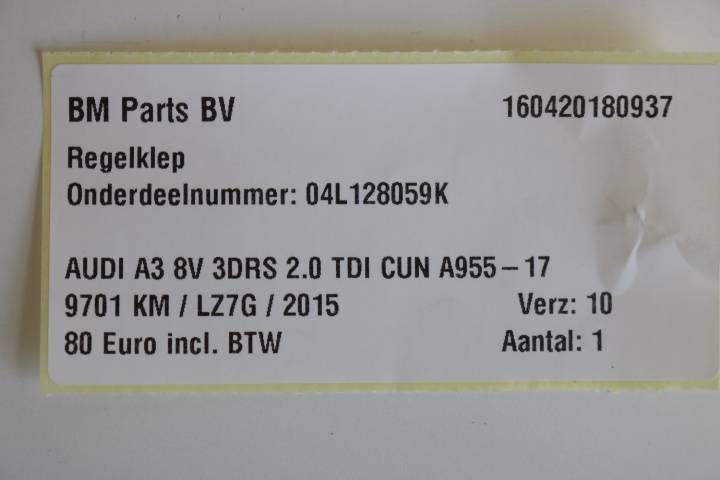 BM Parts BV 160420180937
Regelklep
Onderdeelnummer: 04L128059K
AUDI A3 8V 3DRS 2.0 TDI CUN A955 – 17
9701 KM / LZ7G / 2015 Verz: 10
80 Euro incl. BTW Aantal: 1